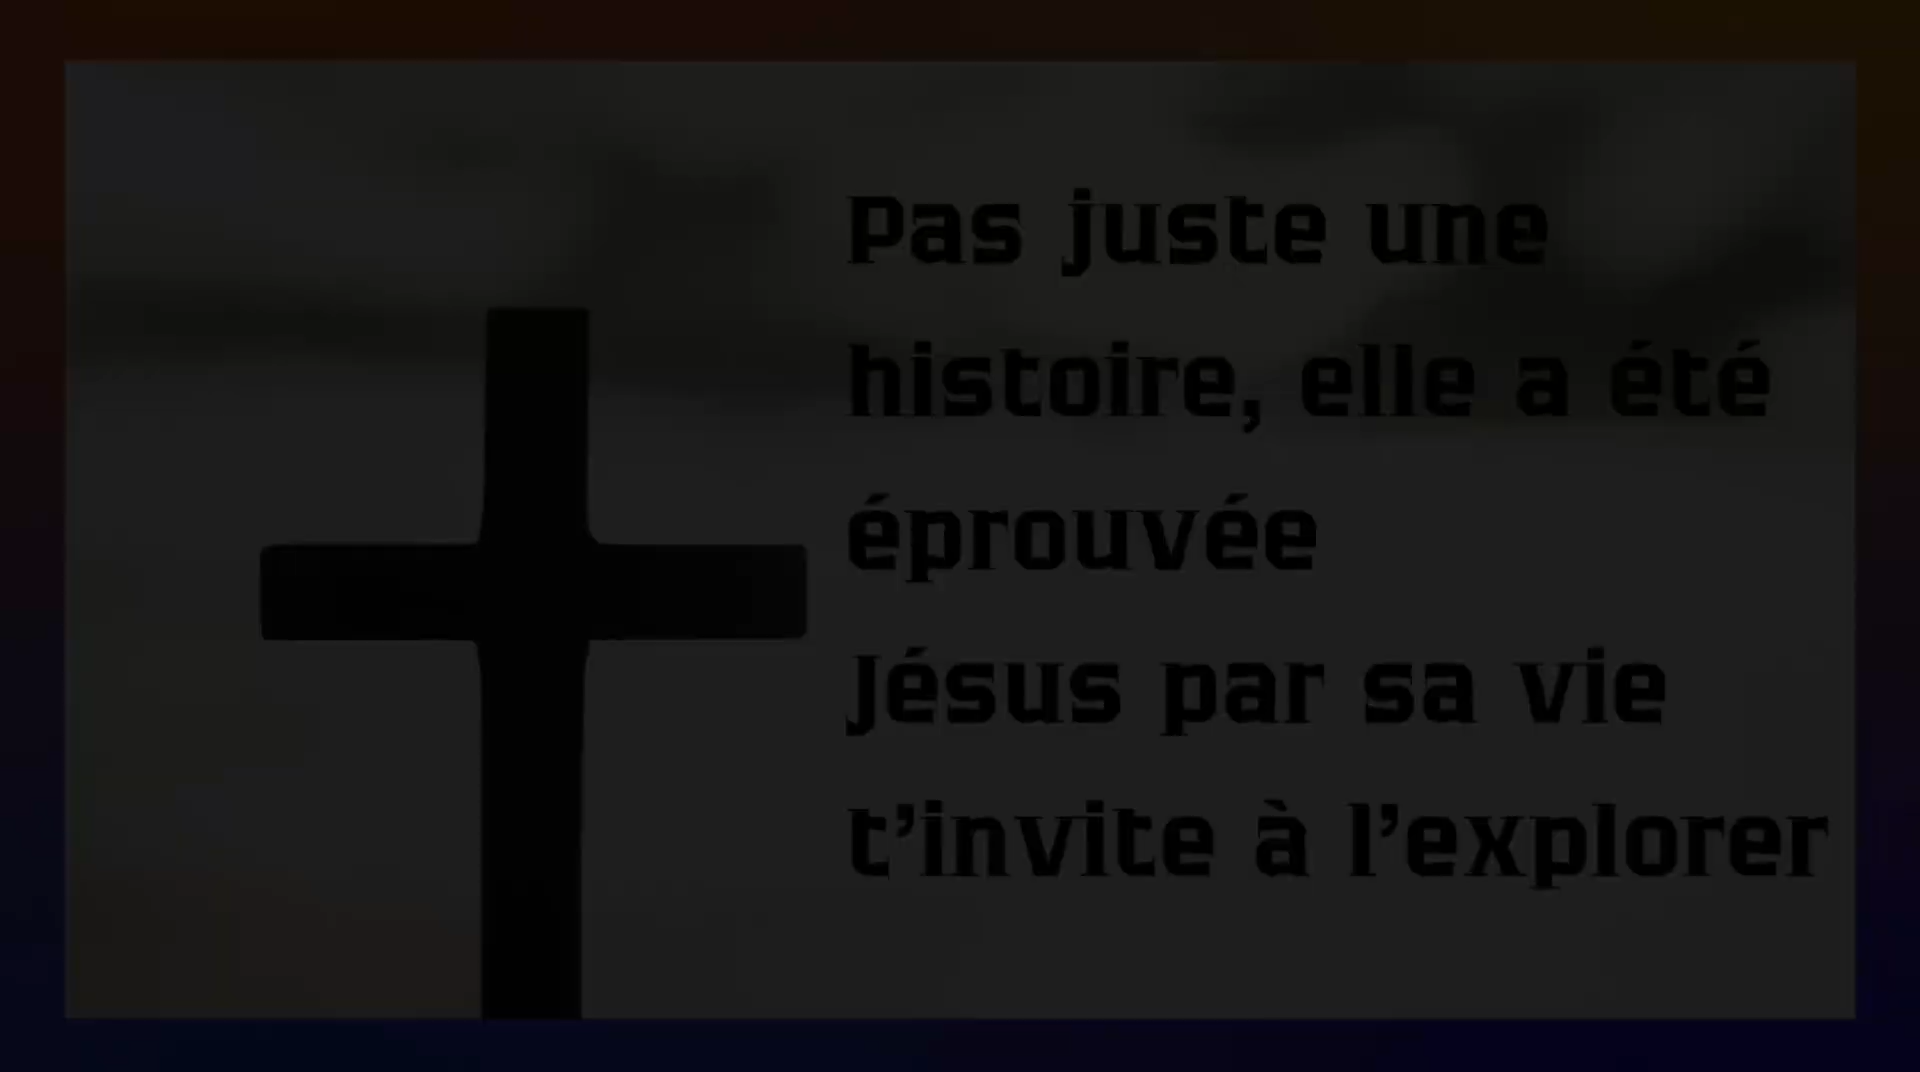 Pas juste une
histoire, elle a été
éprouvée
Jésus par sa vie
t’invite à l’explorer